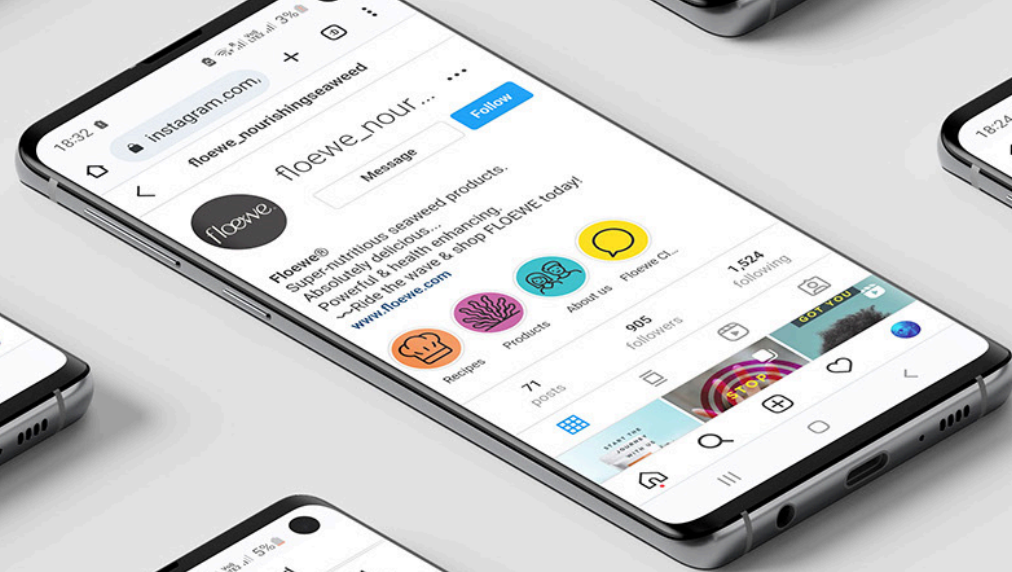 18:32
3%
instagram.com,
floewe_nourishingseaweed
floewe_nour ...
Follow
Message
floewe.
Floewe®
Super-nutritious seaweed products.
Absolutely delicious...
Powerful & health enhancing.
~~Ride the wave & shop FLOEWE today!
www.floewe.com
Recipes
Products
About us
Floewe Cl...
71
posts
905
followers
1,524
following
START THE
JOURNEY
WITH US
STOP
GOT YOU
18:24
5%